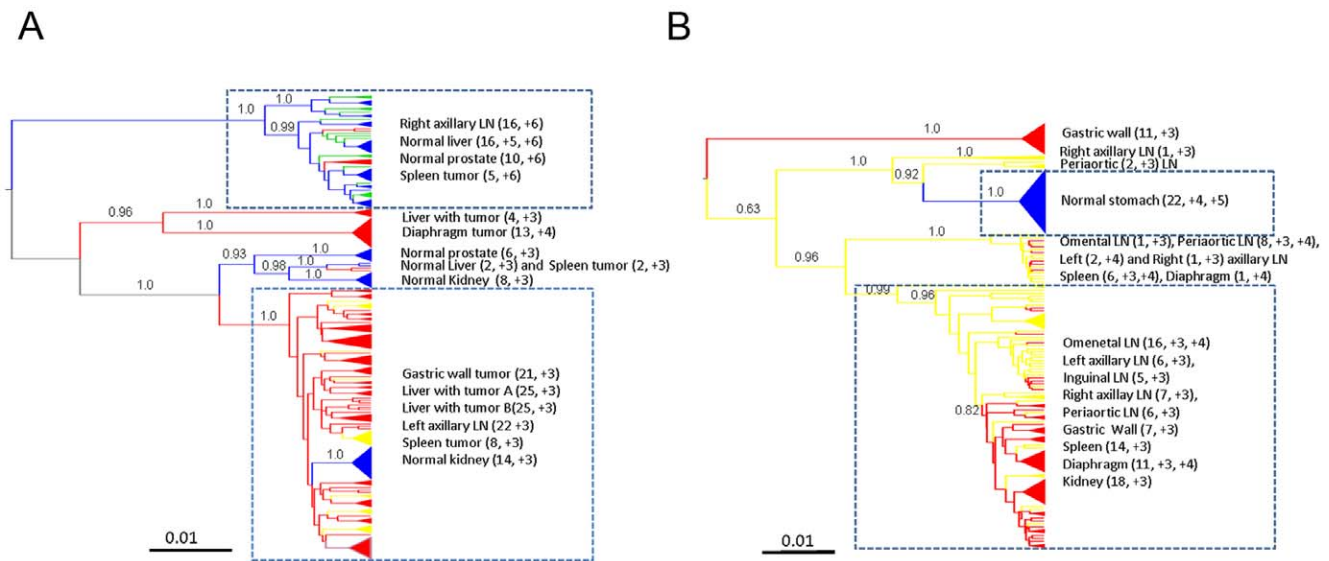 A
1.0
1.0
0.99
Right axillary LN (16, +6)
Normal liver (16, +5, +6)
Normal prostate (10, +6)
Spleen tumor (5, +6)
0.96
1.0
1.0
Liver with tumor (4, +3)
Diaphragm tumor (13, +4)
0.93
1.0
Normal prostate (6, +3)
0.98
1.0
Normal Liver (2, +3) and Spleen tumor (2, +3)
1.0
1.0
Normal Kidney (8, +3)
1.0
Gastric wall tumor (21, +3)
Liver with tumor A (25, +3)
Liver with tumor B(25, +3)
Left axillary LN (22 +3)
Spleen tumor (8, +3)
1.0
Normal kidney (14, +3)
0.01
B
1.0
Gastric wall (11, +3)
1.0
1.0
Right axillary LN (1, +3)
Periaortic (2, +3) LN
0.92
1.0
Normal stomach (22, +4, +5)
0.63
1.0
Omental LN (1, +3), Periaortic LN (8, +3, +4),
Left (2, +4) and Right (1, +3) axillary LN
Spleen (6, +3,+4), Diaphragm (1, +4)
0.96
0.99
0.96
Omenetal LN (16, +3, +4)
Left axillary LN (6, +3),
Inguinal LN (5, +3)
Right axillay LN (7, +3),
0.82
Periaortic LN (6, +3)
Gastric Wall (7, +3)
Spleen (14, +3)
Diaphragm (11, +3, +4)
Kidney (18, +3)
0.01